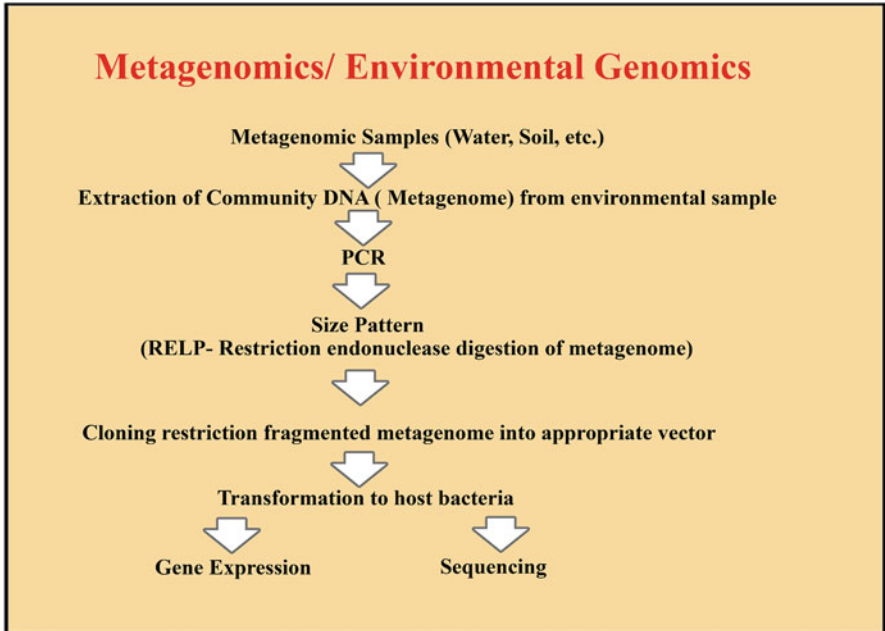 Metagenomics/ Environmental Genomics
Metagenomic Samples (Water, Soil, etc.)
Extraction of Community DNA ( Metagenome) from environmental sample
PCR
Size Pattern
(RELP- Restriction endonuclease digestion of metagenome)
Cloning restriction fragmented metagenome into appropriate vector
Transformation to host bacteria
Gene Expression
Sequencing